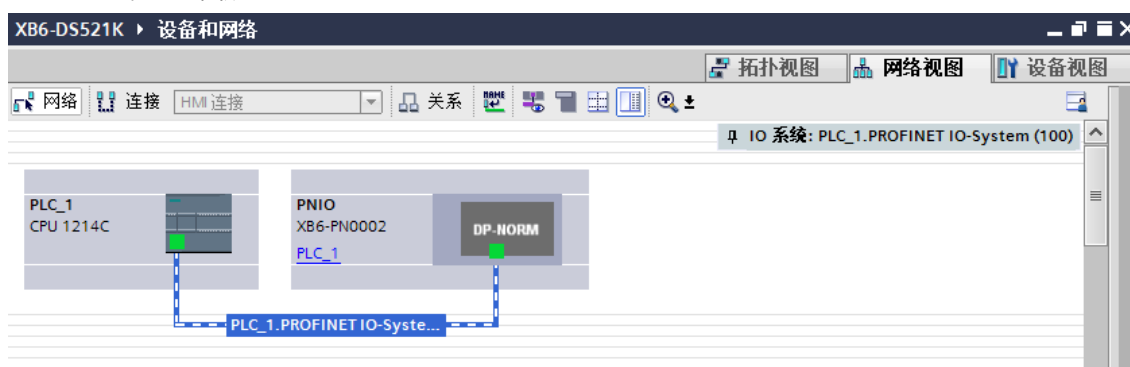 XB6-DS521K ▸ 设备和网络
拓扑视图 网络视图 设备视图
网络 连接 HMI 连接 关系
IO 系统: PLC_1.PROFINET IO-System (100)
PLC_1
CPU 1214C
PNIO
XB6-PN0002
PLC_1
DP-NORM
PLC_1.PROFINET IO-Syste...